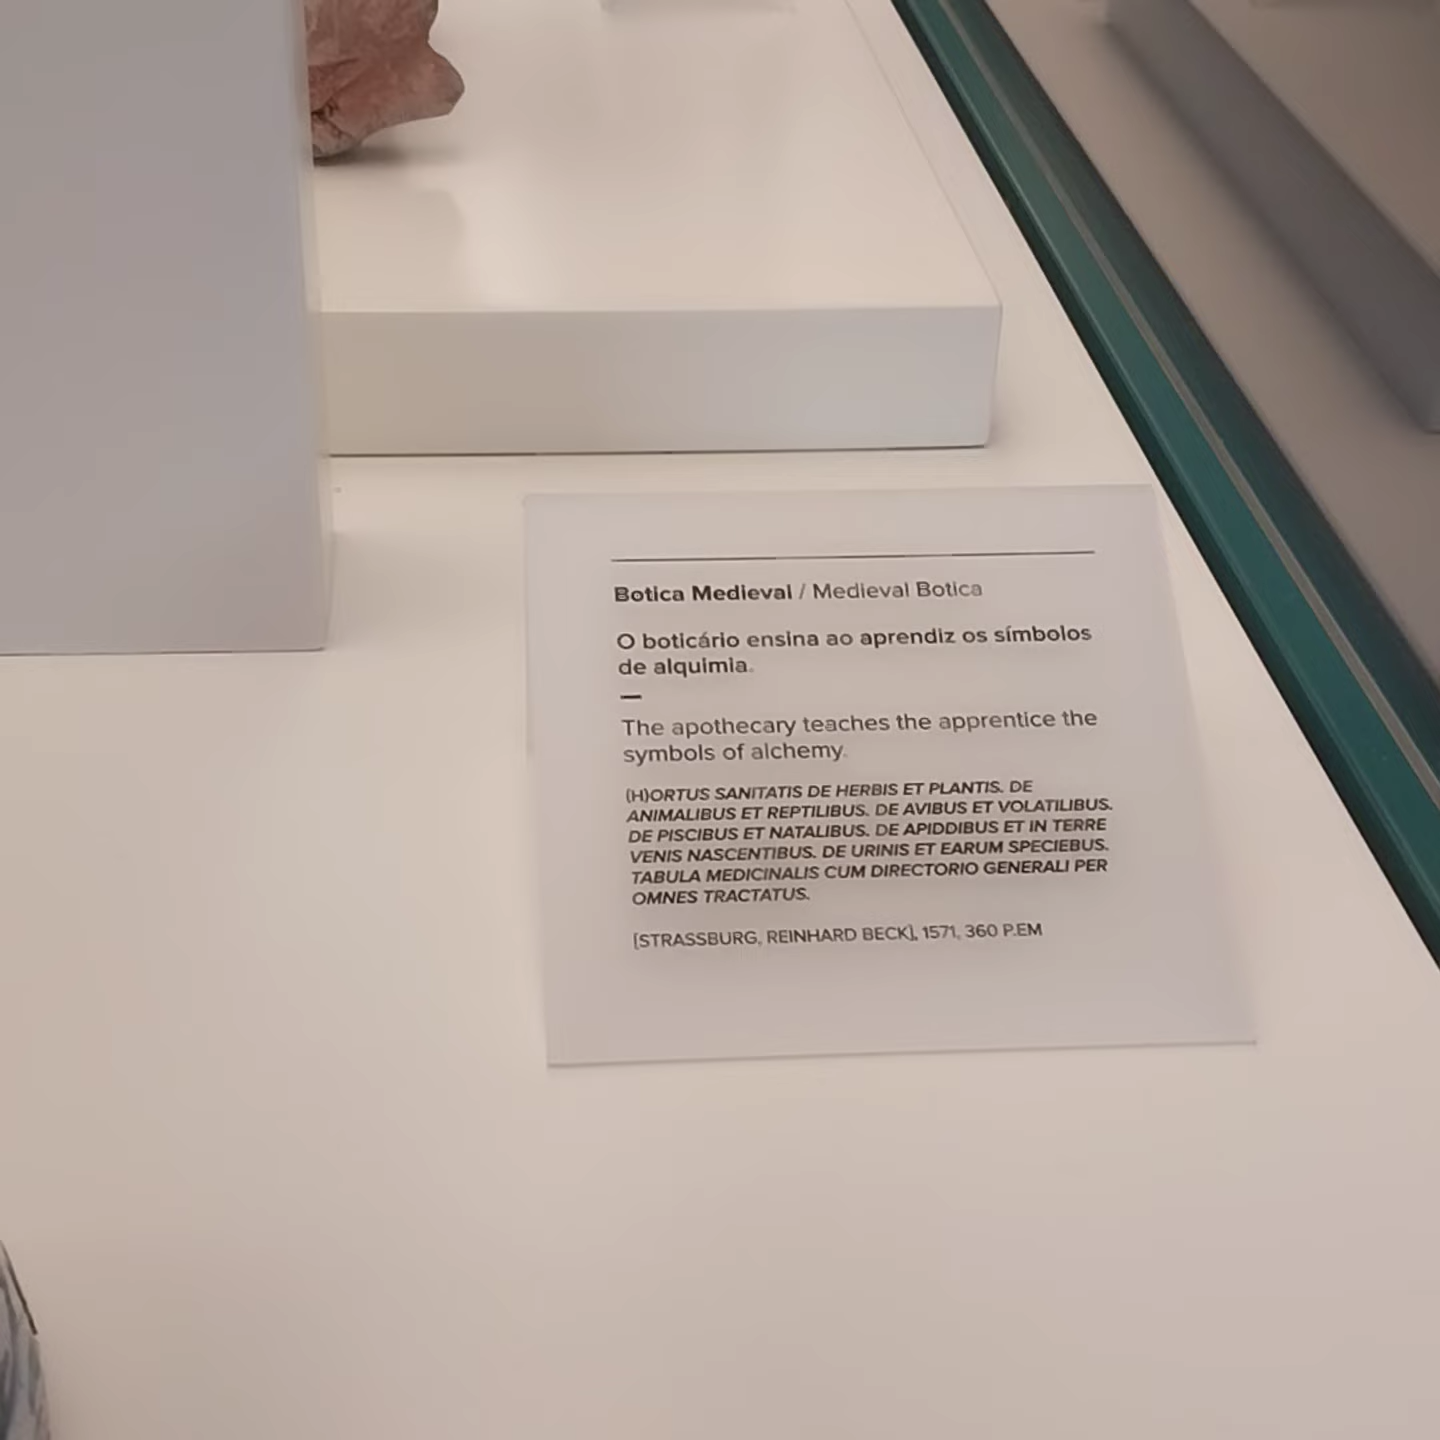 Botica Medieval / Medieval Botica
O boticário ensina ao aprendiz os símbolos
de alquimia.
—
The apothecary teaches the apprentice the
symbols of alchemy.
(H)ORTUS SANITATIS DE HERBIS ET PLANTIS. DE
ANIMALIBUS ET REPTILIBUS. DE AVIBUS ET VOLATILIBUS.
DE PISCIBUS ET NATALIBUS. DE APIDDIBUS ET IN TERRE
VENIS NASCENTIBUS. DE URINIS ET EARUM SPECIEBUS.
TABULA MEDICINALIS CUM DIRECTORIO GENERALI PER
OMNES TRACTATUS.
[STRASSBURG, REINHARD BECK], 1571, 360 P.EM